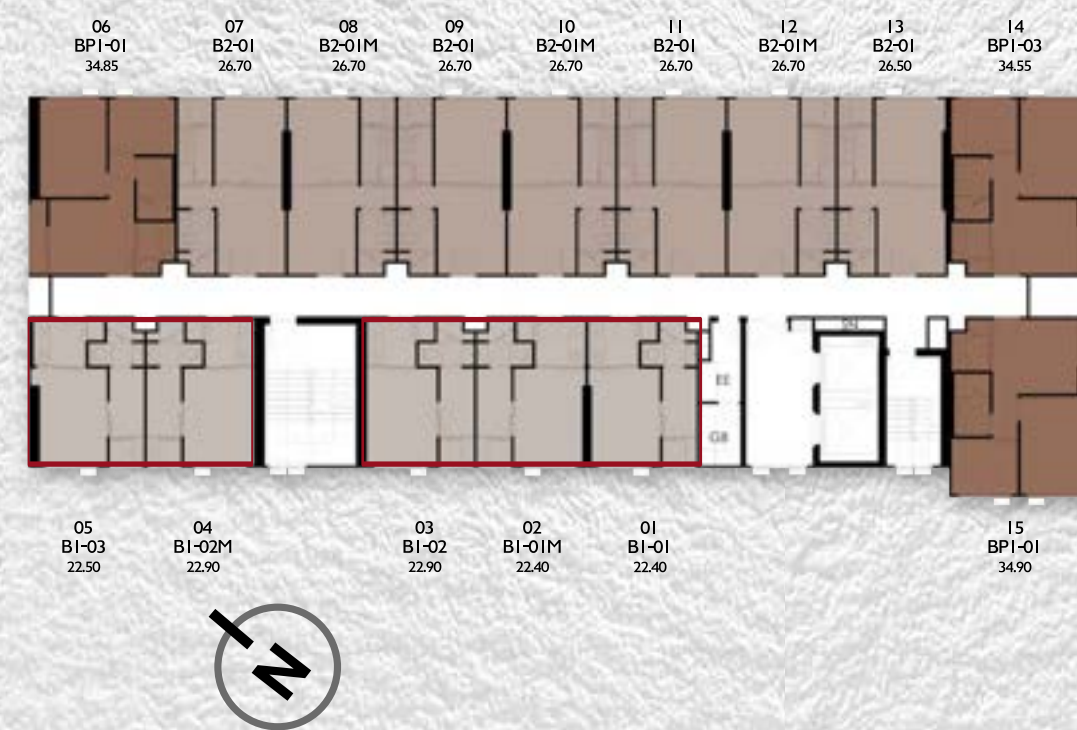 06
BP1-01
34.85
07
B2-01
26.70
08
B2-01M
26.70
09
B2-01
26.70
10
B2-01M
26.70
11
B2-01
26.70
12
B2-01M
26.70
13
B2-01
26.50
14
BP1-03
34.55
EE
GB
05
B1-03
22.50
04
B1-02M
22.90
03
B1-02
22.90
02
B1-01M
22.40
01
B1-01
22.40
15
BP1-01
34.90
N